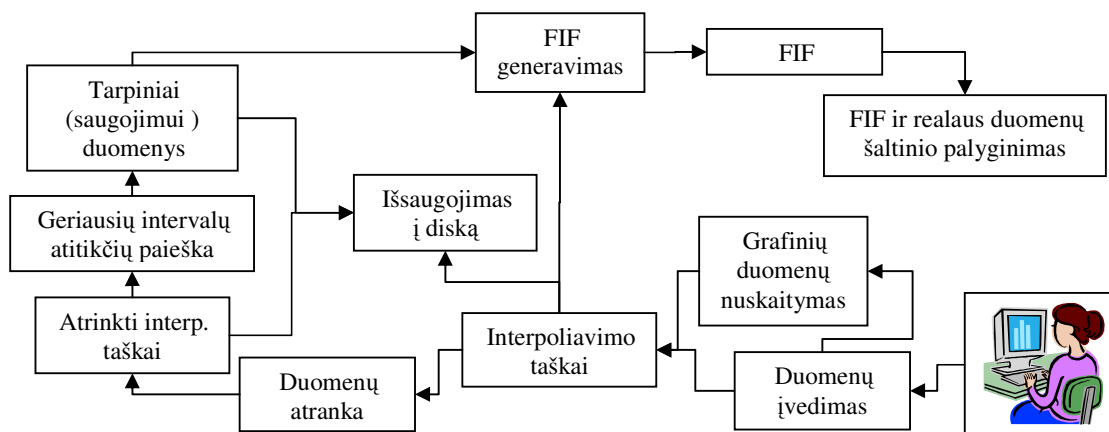 FIF
generavimas
FIF
Tarpiniai
(saugojimui )
duomenys
FIF ir realaus duomenų
šaltinio palyginimas
Geriausių intervalų
atitikčių paieška
Išsaugojimas
į diską
Grafinių
duomenų
nuskaitymas
Atrinkti interp.
taškai
Interpoliavimo
taškai
Duomenų
atranka
Duomenų
įvedimas